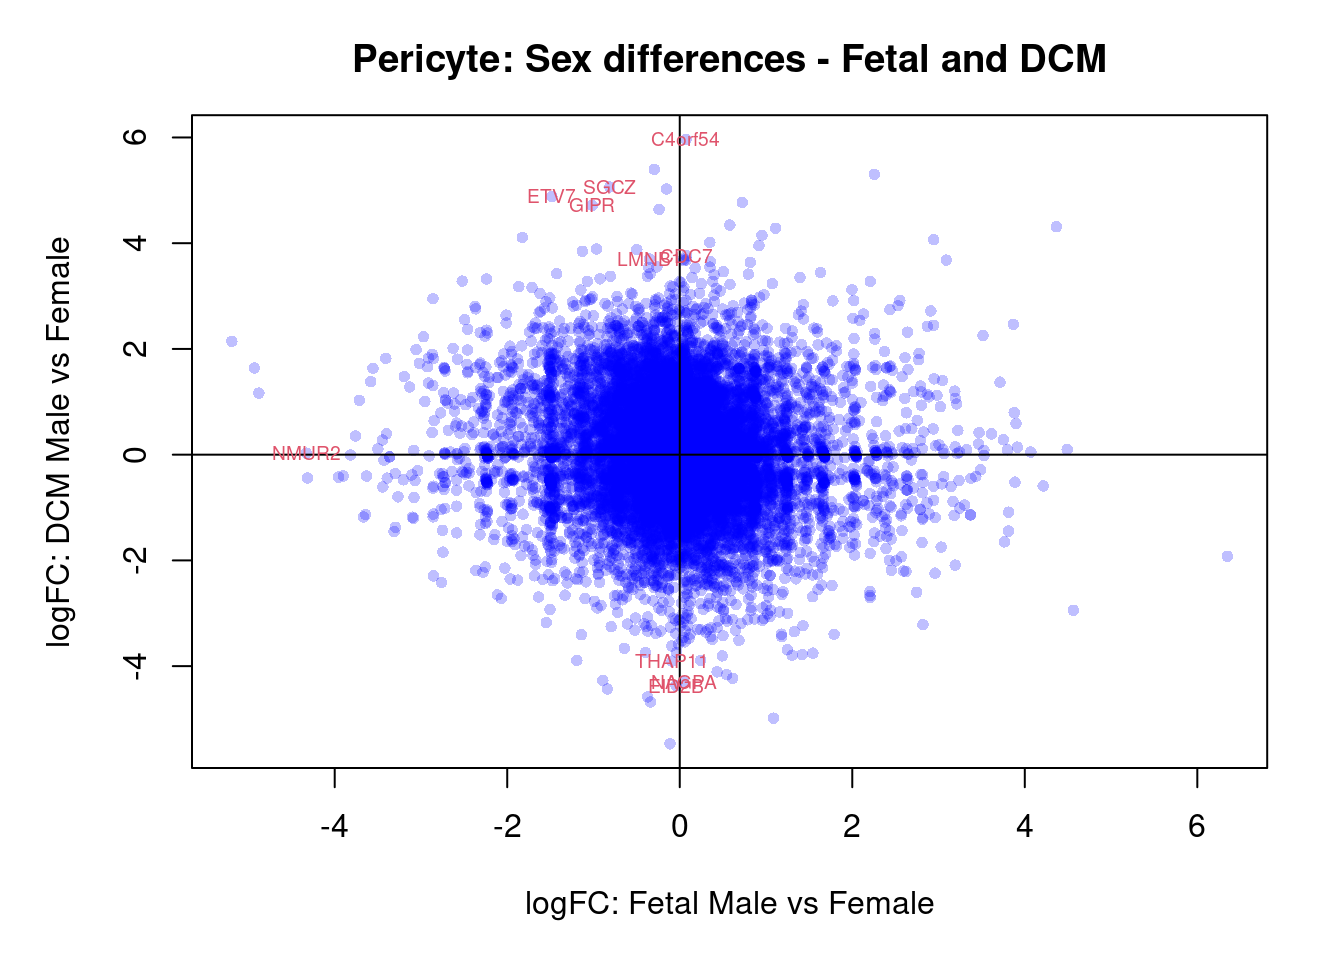 Pericyte: Sex differences - Fetal and DCM
logFC: DCM Male vs Female
6
4
2
0
-2
-4
C4orf54
SGCZ
ETV7
GIPR
CDC7
NMUR2
THAP11
NAGPA
EID2B
-4
-2
0
2
4
6
logFC: Fetal Male vs Female